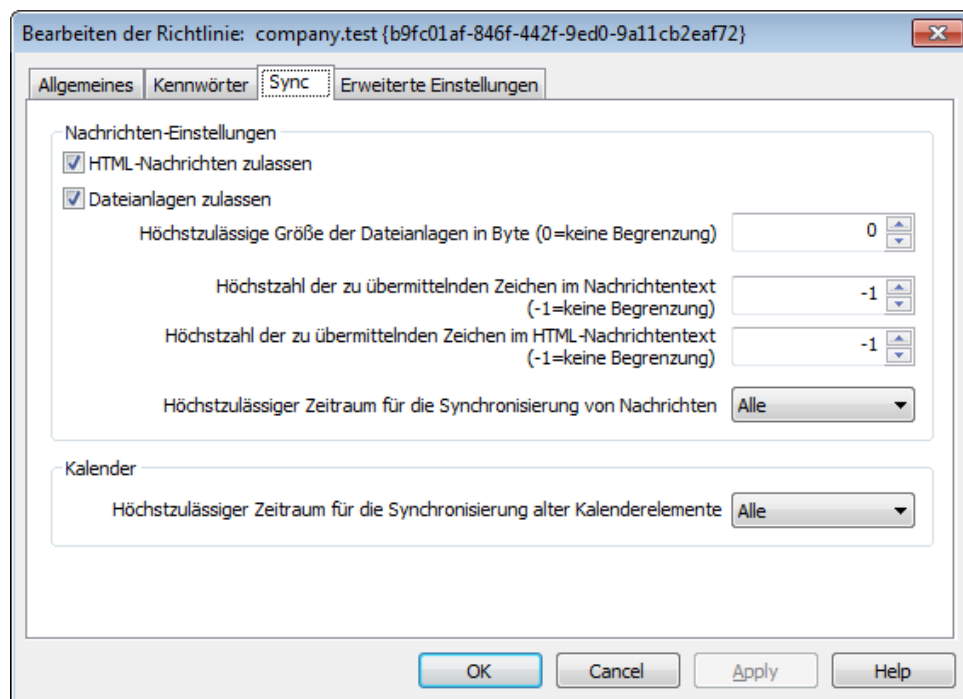 Bearbeiten der Richtlinie: company.test {b9fc01af-846f-442f-9ed0-9a11cb2eaf72}
Allgemeines Kennwörter Sync Erweiterte Einstellungen
Nachrichten-Einstellungen
HTML-Nachrichten zulassen
Dateianlagen zulassen
Höchstzulässige Größe der Dateianlagen in Byte (0=keine Begrenzung) 0
Höchstzahl der zu übermittelnden Zeichen im Nachrichtentext
(-1=keine Begrenzung) -1
Höchstzahl der zu übermittelnden Zeichen im HTML-Nachrichtentext
(-1=keine Begrenzung) -1
Höchstzulässiger Zeitraum für die Synchronisierung von Nachrichten Alle
Kalender
Höchstzulässiger Zeitraum für die Synchronisierung alter Kalenderelemente Alle
OK Cancel Apply Help